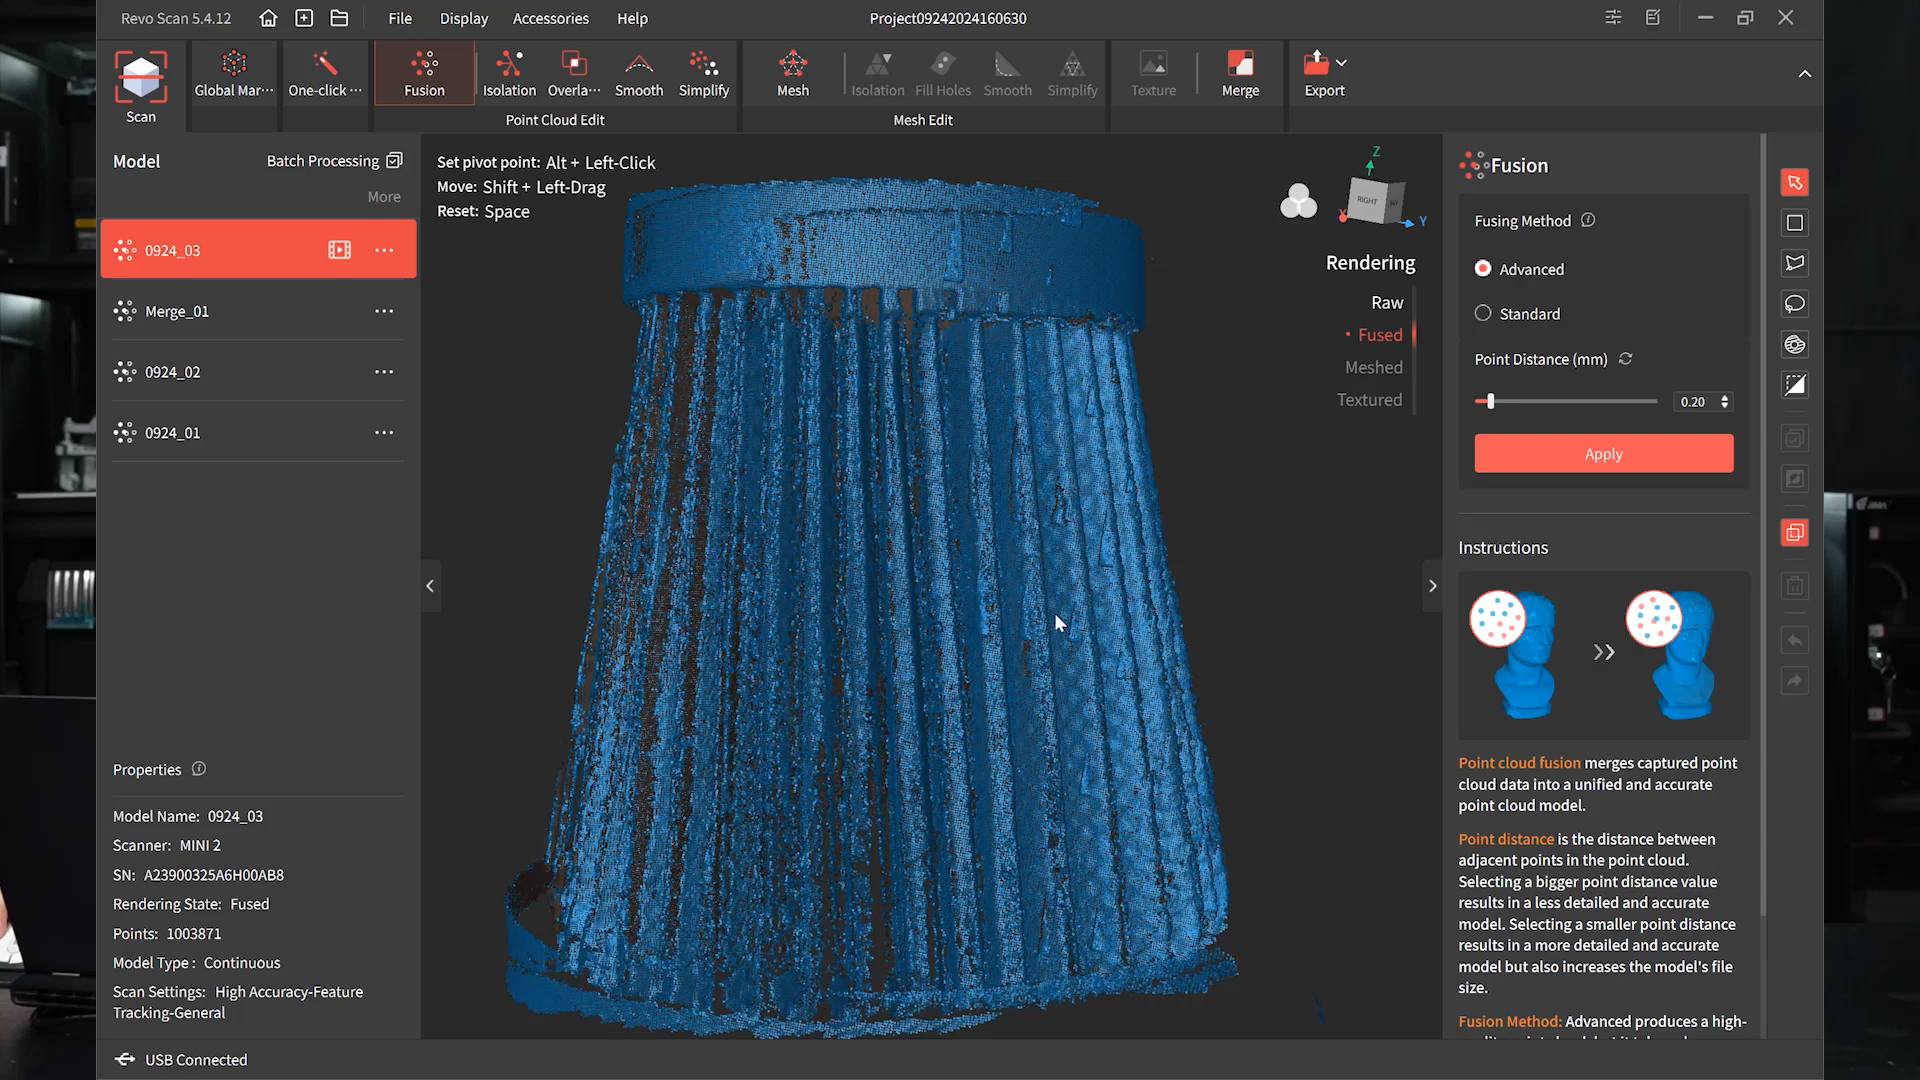 Revo Scan 5.4.12
File
Display
Accessories
Help
Project09242024160630
Scan
Global Mar···
One-click ···
Fusion
Isolation
Overla···
Smooth
Simplify
Mesh
Isolation
Fill Holes
Smooth
Simplify
Texture
Merge
Export
Point Cloud Edit
Mesh Edit
Model
Batch Processing
More
0924_03
Merge_01
0924_02
0924_01
Properties
Model Name: 0924_03
Scanner: MINI 2
SN: A23900325A6H00AB8
Rendering State: Fused
Points: 1003871
Model Type : Continuous
Scan Settings: High Accuracy-Feature
Tracking-General
USB Connected
Set pivot point: Alt + Left-Click
Move: Shift + Left-Drag
Reset: Space
Z
RIGHT
X
Y
Rendering
Raw
• Fused
Meshed
Textured
Fusion
Fusing Method
Advanced
Standard
Point Distance (mm)
0.20
Apply
Instructions
Point cloud fusion merges captured point
cloud data into a unified and accurate
point cloud model.
Point distance is the distance between
adjacent points in the point cloud.
Selecting a bigger point distance value
results in a less detailed and accurate
model. Selecting a smaller point distance
results in a more detailed and accurate
model but also increases the model's file
size.
Fusion Method: Advanced produces a high-